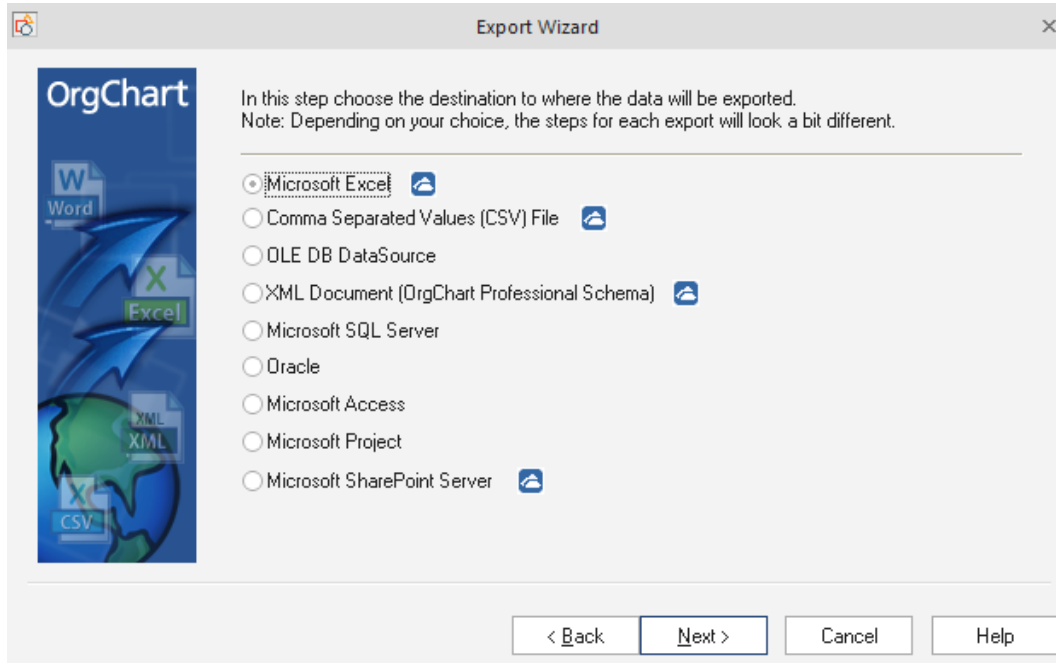 Export Wizard
OrgChart
Word
Excel
XML
XML
CSV
In this step choose the destination to where the data will be exported.
Note: Depending on your choice, the steps for each export will look a bit different.
Microsoft Excel
Comma Separated Values (CSV) File
OLE DB DataSource
XML Document (OrgChart Professional Schema)
Microsoft SQL Server
Oracle
Microsoft Access
Microsoft Project
Microsoft SharePoint Server
< Back
Next >
Cancel
Help